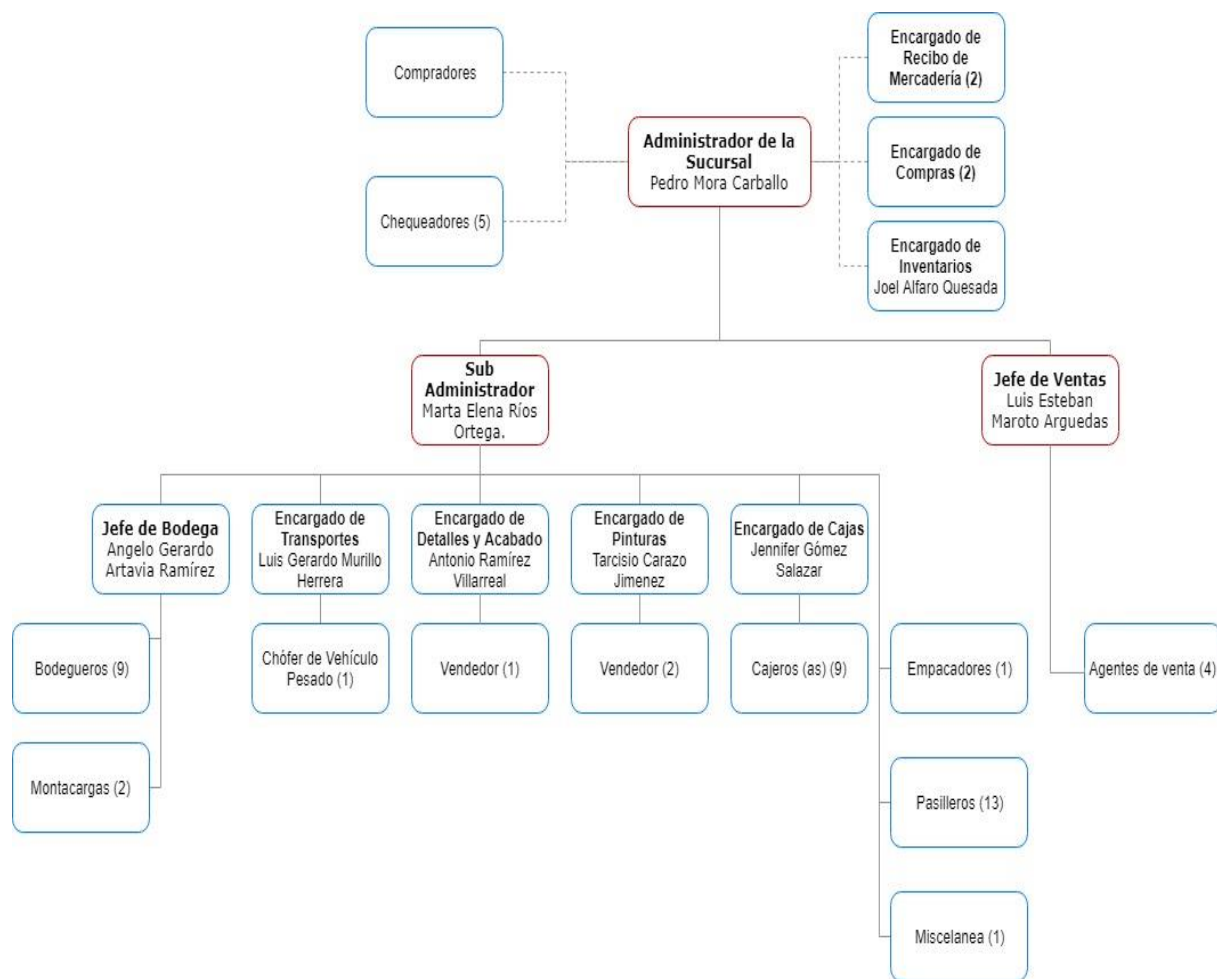 Compradores
Encargado de
Recibo de
Mercadería (2)
Administrador de la
Sucursal
Pedro Mora Carballo
Encargado de
Compras (2)
Chequeadores (5)
Encargado de
Inventarios
Joel Alfaro Quesada
Sub
Administrador
Marta Elena Ríos
Ortega.
Jefe de Ventas
Luis Esteban
Maroto Arguedas
Jefe de Bodega
Angelo Gerardo
Artavia Ramírez
Encargado de
Transportes
Luis Gerardo Murillo
Herrera
Encargado de
Detalles y Acabado
Antonio Ramírez
Villarreal
Encargado de
Pinturas
Tarcisio Carazo
Jimenez
Encargado de Cajas
Jennifer Gómez
Salazar
Bodegueros (9)
Chófer de Vehículo
Pesado (1)
Vendedor (1)
Vendedor (2)
Cajeros (as) (9)
Empacadores (1)
Agentes de venta (4)
Montacargas (2)
Pasilleros (13)
Miscelanea (1)